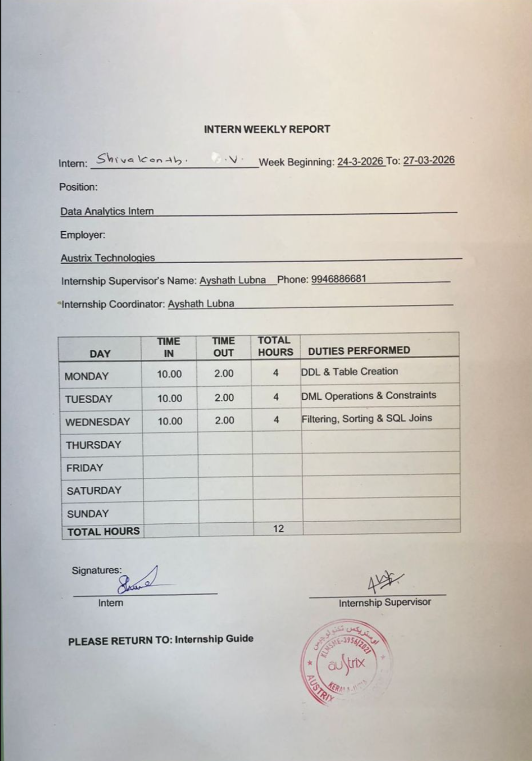 INTERN WEEKLY REPORT
Intern: Shivakanth. V. Week Beginning: 24-3-2026 To: 27-03-2026
Position:
Data Analytics Intern
Employer:
Austrix Technologies
Internship Supervisor's Name: Ayshath Lubna Phone: 9946886681
Internship Coordinator: Ayshath Lubna
DAY TIME IN TIME OUT TOTAL HOURS DUTIES PERFORMED
MONDAY 10.00 2.00 4 DDL & Table Creation
TUESDAY 10.00 2.00 4 DML Operations & Constraints
WEDNESDAY 10.00 2.00 4 Filtering, Sorting & SQL Joins
THURSDAY
FRIDAY
SATURDAY
SUNDAY
TOTAL HOURS 12
Signatures:
Intern Internship Supervisor
PLEASE RETURN TO: Internship Guide
austrix
AUSTRIX